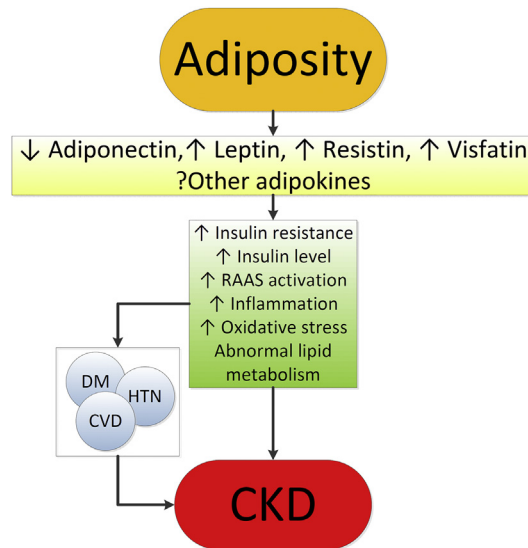 Adiposity
↓ Adiponectin,↑ Leptin, ↑ Resistin, ↑ Visfatin
?Other adipokines
↑ Insulin resistance
↑ Insulin level
↑ RAAS activation
↑ Inflammation
↑ Oxidative stress
Abnormal lipid
metabolism
DM
HTN
CVD
CKD